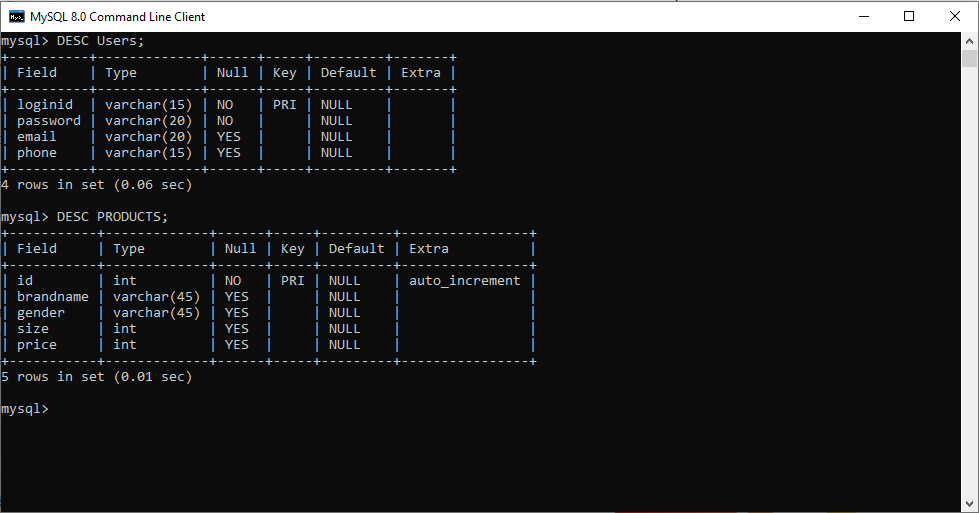 MySQL 8.0 Command Line Client
mysql> DESC Users;
+----------+-------------+------+-----+---------+-------+
| Field    | Type        | Null | Key | Default | Extra |
+----------+-------------+------+-----+---------+-------+
| loginid  | varchar(15) | NO   | PRI | NULL    |       |
| password | varchar(20) | NO   |     | NULL    |       |
| email    | varchar(20) | YES  |     | NULL    |       |
| phone    | varchar(15) | YES  |     | NULL    |       |
+----------+-------------+------+-----+---------+-------+
4 rows in set (0.06 sec)
mysql> DESC PRODUCTS;
+-----------+-------------+------+-----+---------+----------------+
| Field     | Type        | Null | Key | Default | Extra          |
+-----------+-------------+------+-----+---------+----------------+
| id        | int         | NO   | PRI | NULL    | auto_increment |
| brandname | varchar(45) | YES  |     | NULL    |                |
| gender    | varchar(45) | YES  |     | NULL    |                |
| size      | int         | YES  |     | NULL    |                |
| price     | int         | YES  |     | NULL    |                |
+-----------+-------------+------+-----+---------+----------------+
5 rows in set (0.01 sec)
mysql>